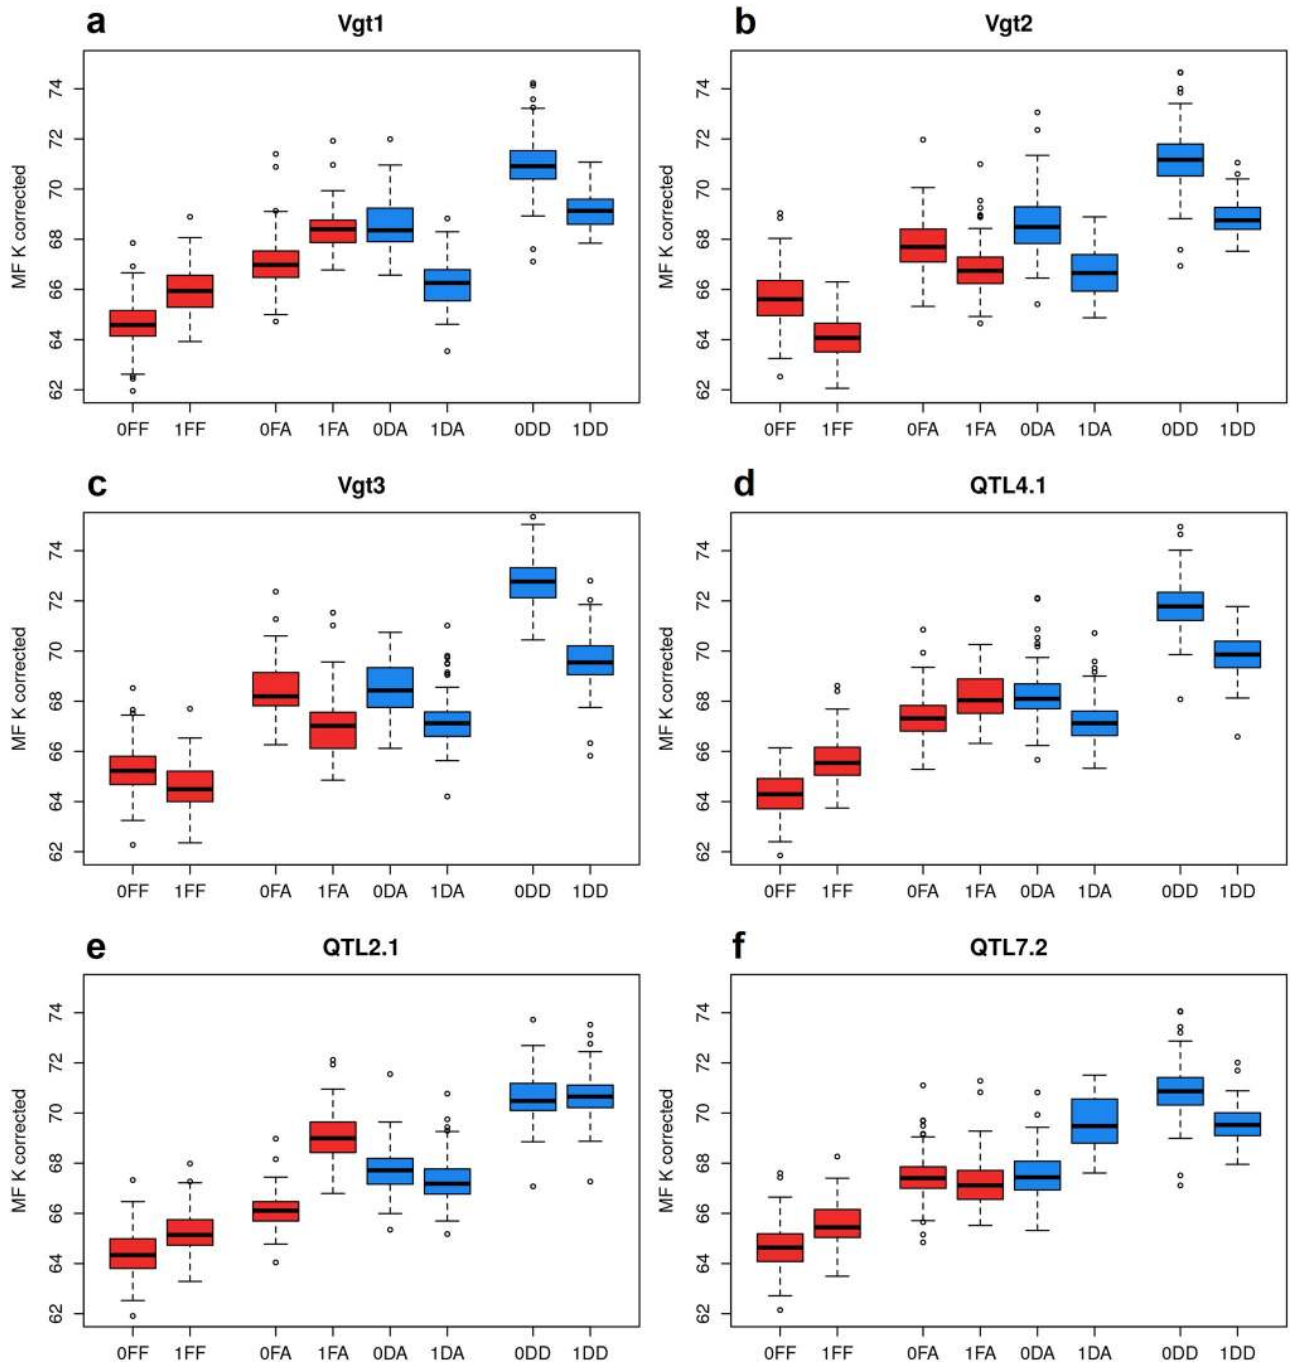 a Vgt1
MF K corrected
74
72
70
68
66
64
62
0FF 1FF 0FA 1FA 0DA 1DA 0DD 1DD
b Vgt2
MF K corrected
74
72
70
68
66
64
62
0FF 1FF 0FA 1FA 0DA 1DA 0DD 1DD
c Vgt3
MF K corrected
74
72
70
68
66
64
62
0FF 1FF 0FA 1FA 0DA 1DA 0DD 1DD
d QTL4.1
MF K corrected
74
72
70
68
66
64
62
0FF 1FF 0FA 1FA 0DA 1DA 0DD 1DD
e QTL2.1
MF K corrected
74
72
70
68
66
64
62
0FF 1FF 0FA 1FA 0DA 1DA 0DD 1DD
f QTL7.2
MF K corrected
74
72
70
68
66
64
62
0FF 1FF 0FA 1FA 0DA 1DA 0DD 1DD